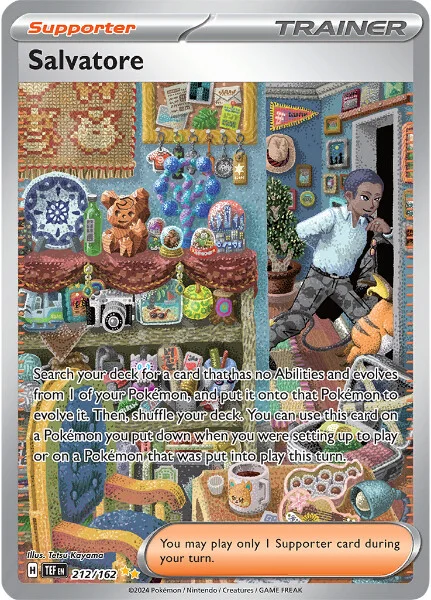 Supporter
TRAINER
Salvatore
Search your deck for a card that has no Abilities and evolves
from 1 of your Pokémon, and put it onto that Pokémon to
evolve it. Then, shuffle your deck. You can use this card on
a Pokémon you put down when you were setting up to play
or on a Pokémon that was put into play this turn.
Illus. Tetsu Kayama
H TEF EN 212/162
You may play only 1 Supporter card during
your turn.
©2024 Pokémon / Nintendo / Creatures / GAME FREAK